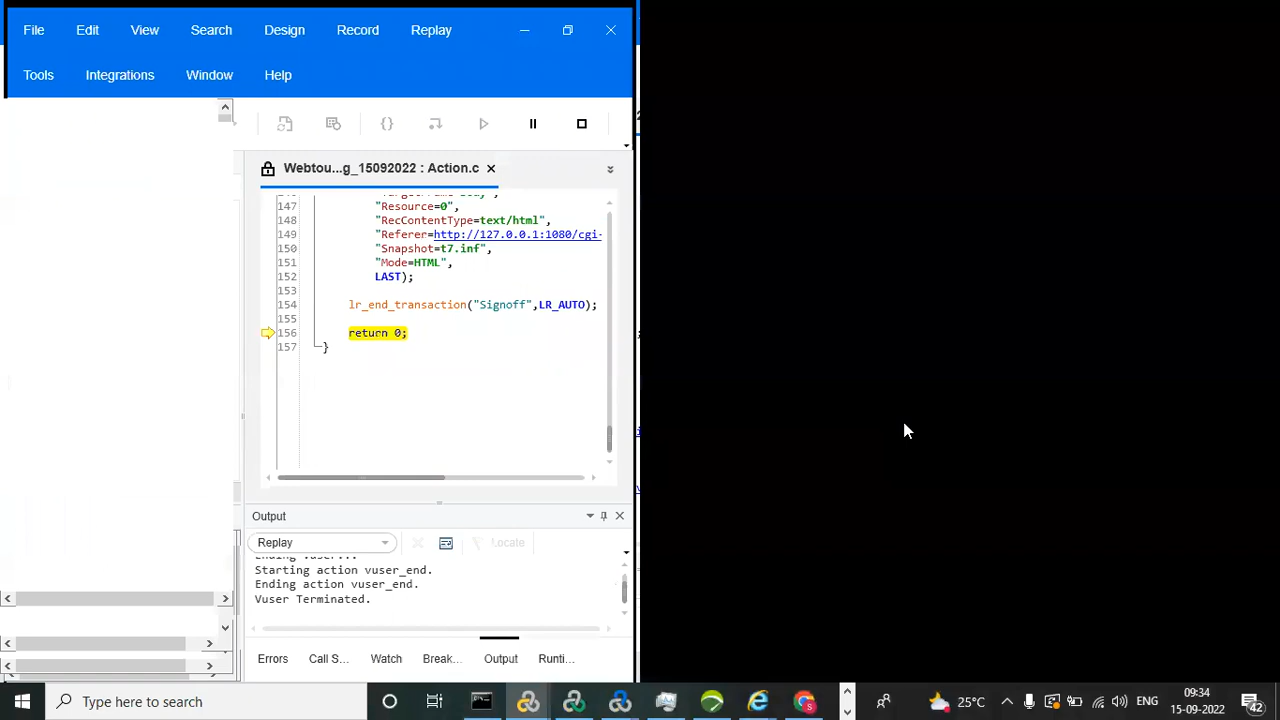 File Edit View Search Design Record Replay
Tools Integrations Window Help
Webtou...g_15092022 : Action.c
147 "Resource=0",
148 "RecContentType=text/html",
149 "Referer=http://127.0.0.1:1080/cgi-
150 "Snapshot=t7.inf",
151 "Mode=HTML",
152 LAST);
153
154 lr_end_transaction("Signoff",LR_AUTO);
155
156 return 0;
157 }
Output
Replay Locate
Starting action vuser_end.
Ending action vuser_end.
Vuser Terminated.
Errors Call S... Watch Break... Output Runti...
Type here to search 25°C ENG 09:34
15-09-2022 42